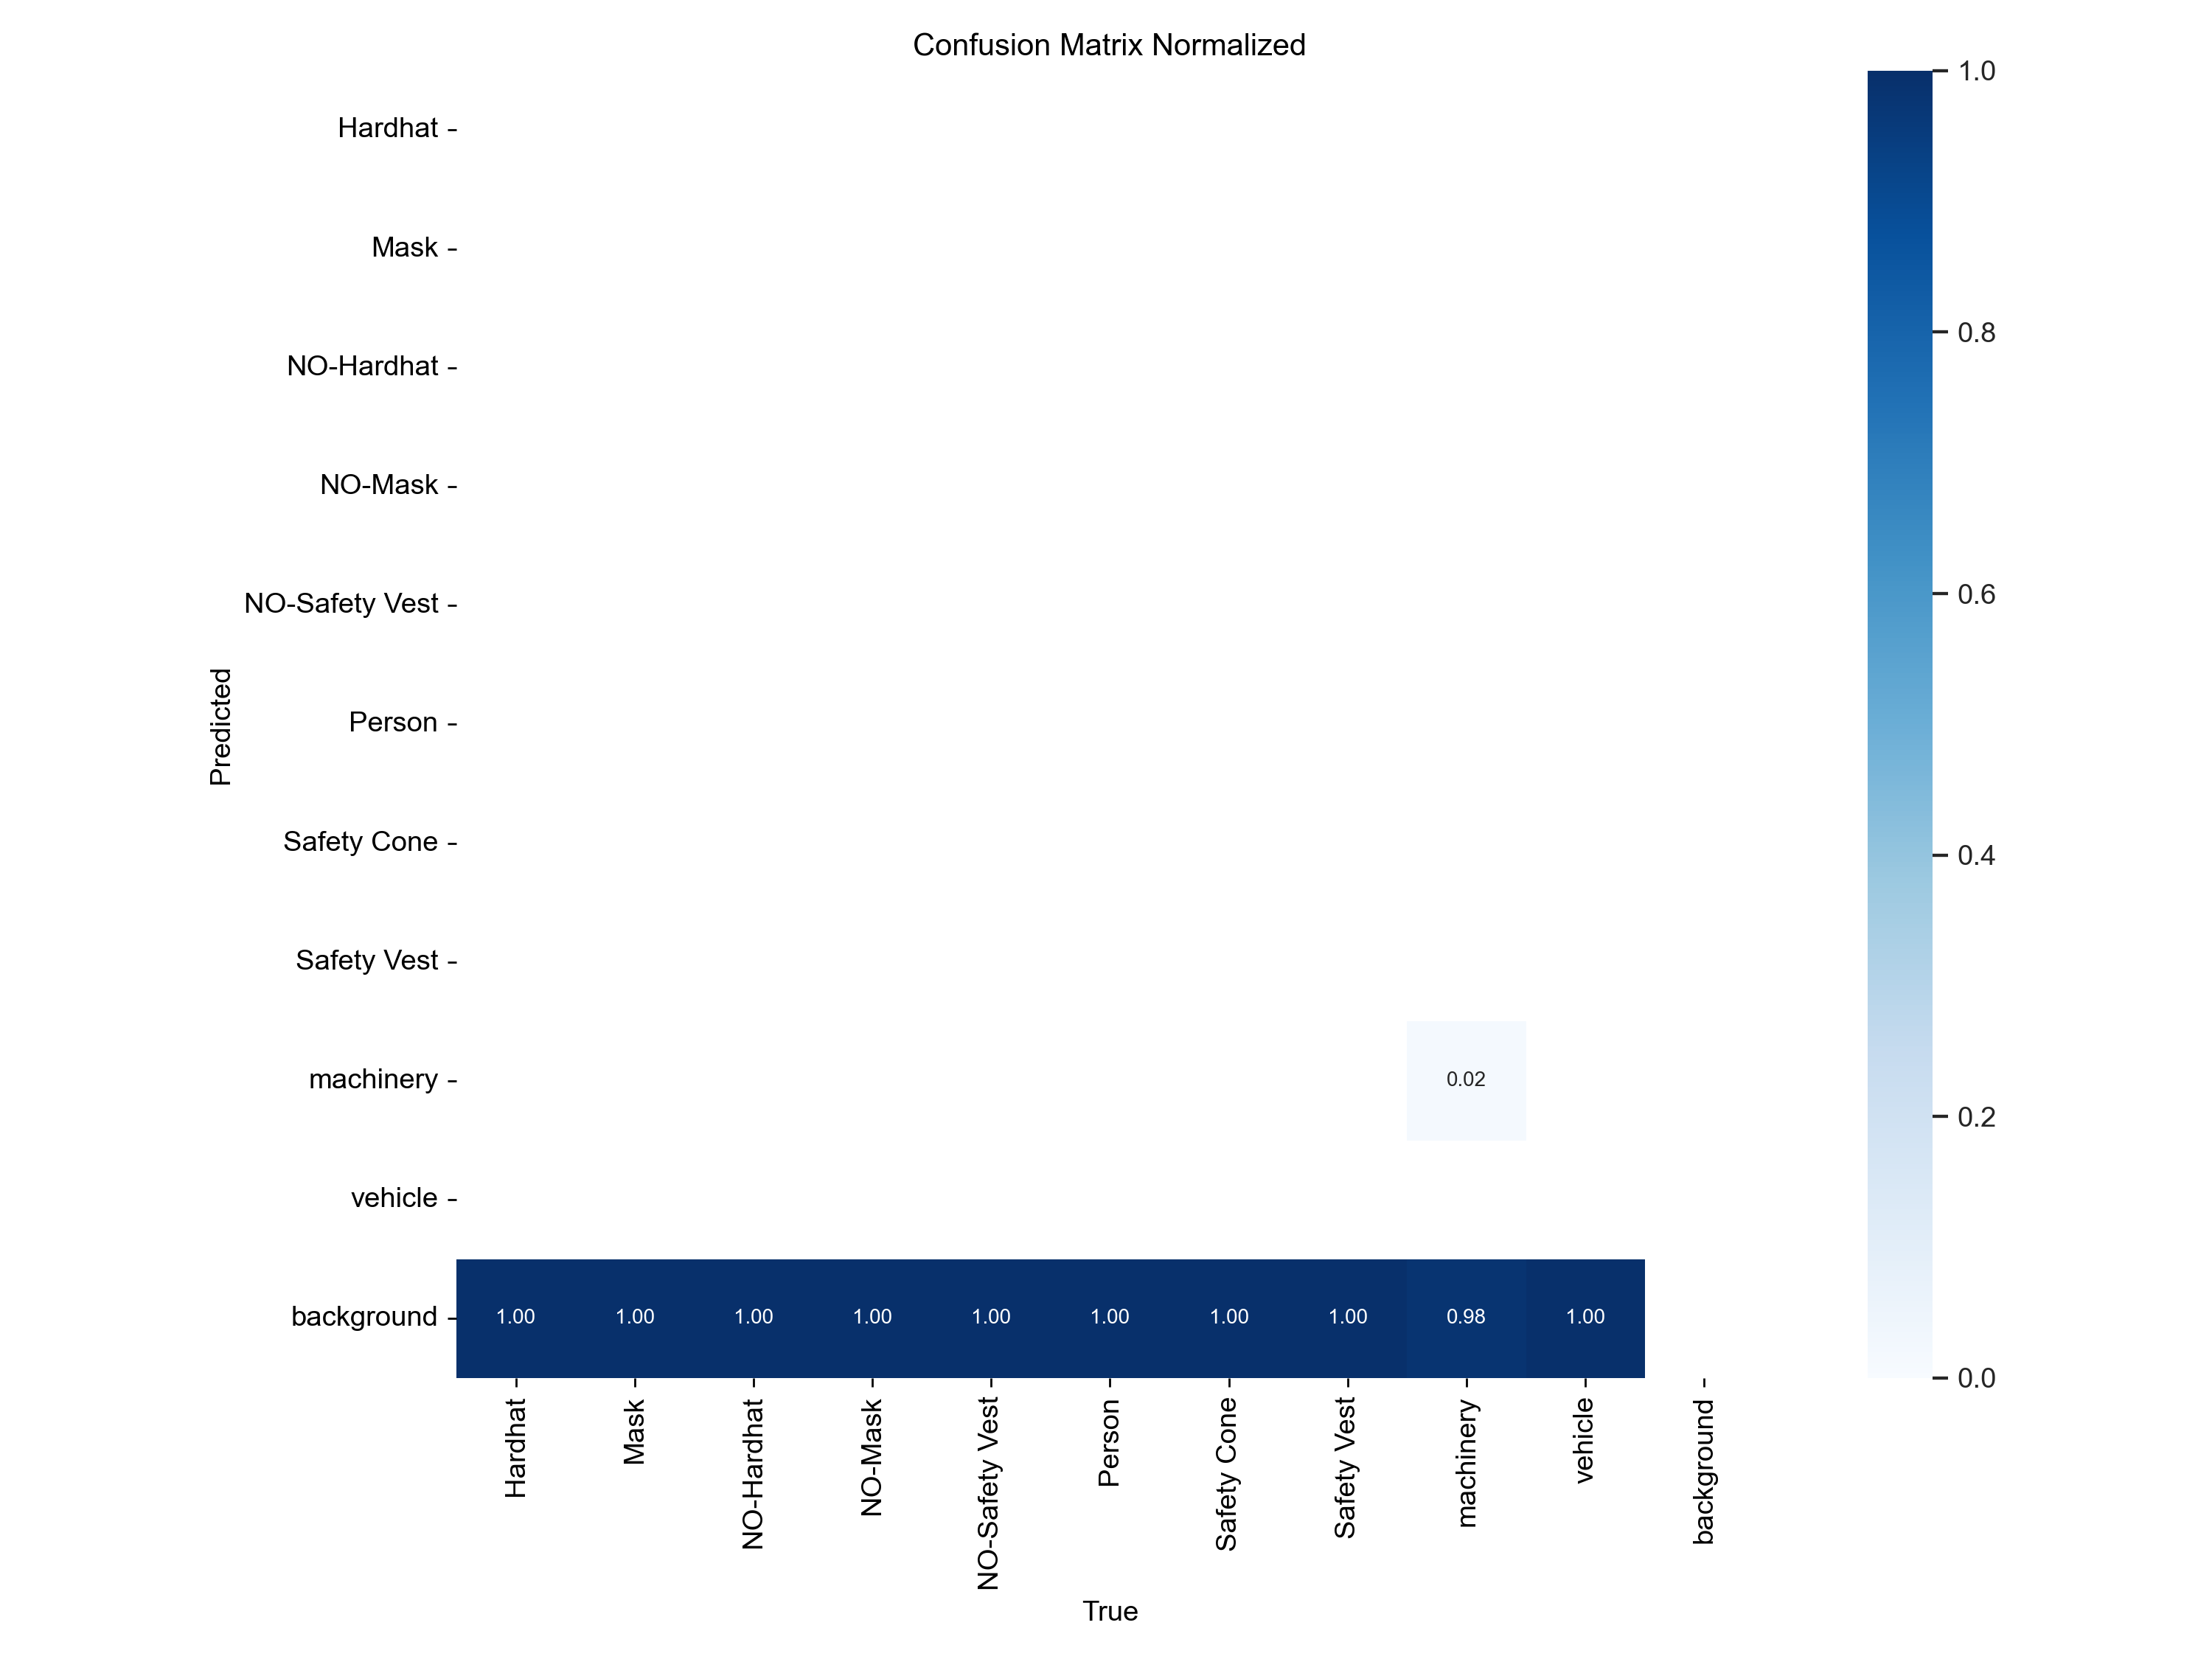 Confusion Matrix Normalized
Hardhat
Mask
NO-Hardhat
NO-Mask
NO-Safety Vest
Person
Safety Cone
Safety Vest
machinery
vehicle
background
Predicted
0.02
1.00 1.00 1.00 1.00 1.00 1.00 1.00 1.00 0.98 1.00
Hardhat
Mask
NO-Hardhat
NO-Mask
NO-Safety Vest
Person
Safety Cone
Safety Vest
machinery
vehicle
background
True
1.0
0.8
0.6
0.4
0.2
0.0